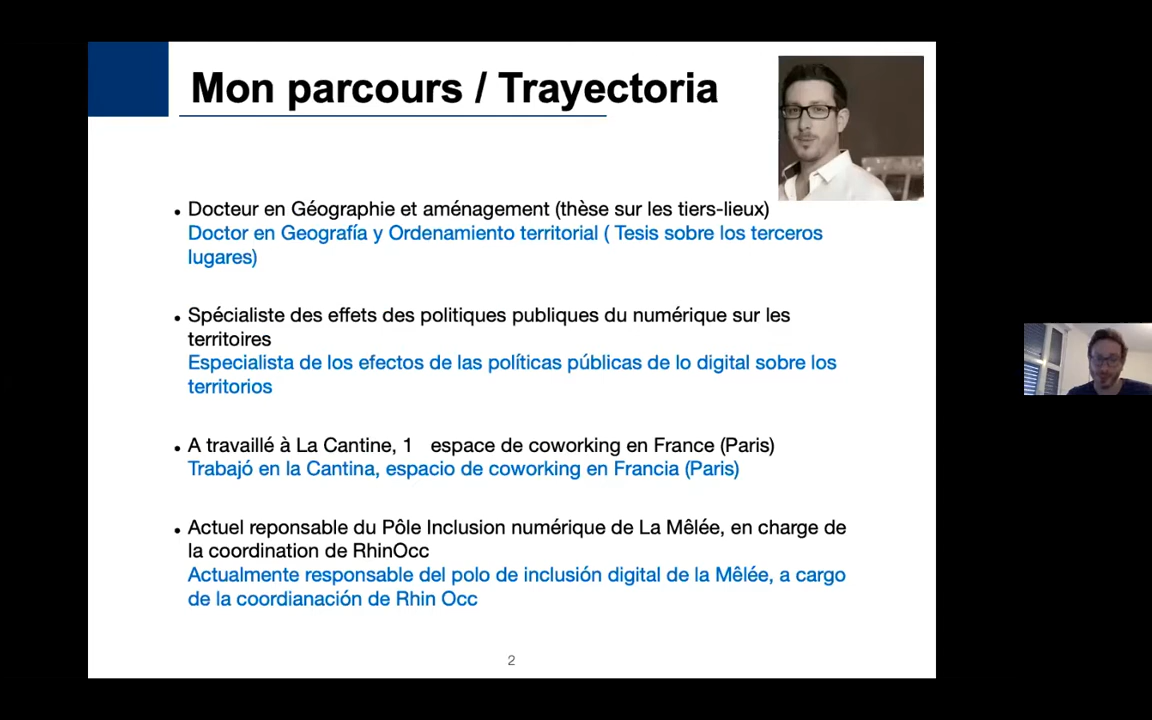 Mon parcours / Trayectoria
• Docteur en Géographie et aménagement (thèse sur les tiers-lieux)
Doctor en Geografía y Ordenamiento territorial ( Tesis sobre los terceros
lugares)
• Spécialiste des effets des politiques publiques du numérique sur les
territoires
Especialista de los efectos de las políticas públicas de lo digital sobre los
territorios
• A travaillé à La Cantine, 1 espace de coworking en France (Paris)
Trabajó en la Cantina, espacio de coworking en Francia (Paris)
• Actuel reponsable du Pôle Inclusion numérique de La Mêlée, en charge de
la coordination de RhinOcc
Actualmente responsable del polo de inclusión digital de la Mêlée, a cargo
de la coordianación de Rhin Occ
2